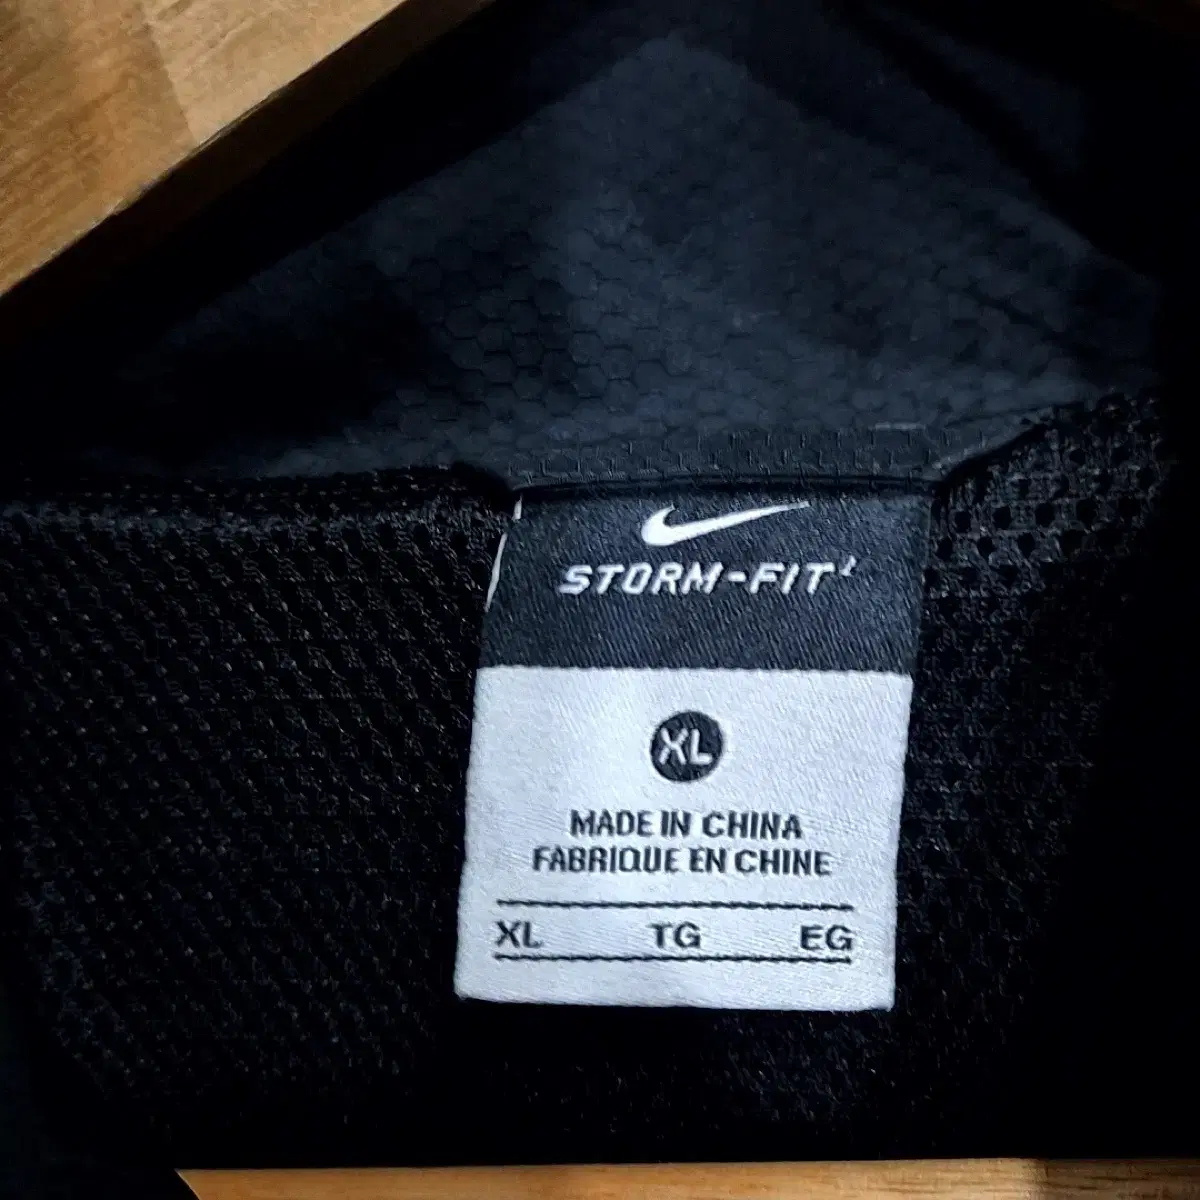 STORM-FIT
XL
MADE IN CHINA
FABRIQUE EN CHINE
XL TG EG